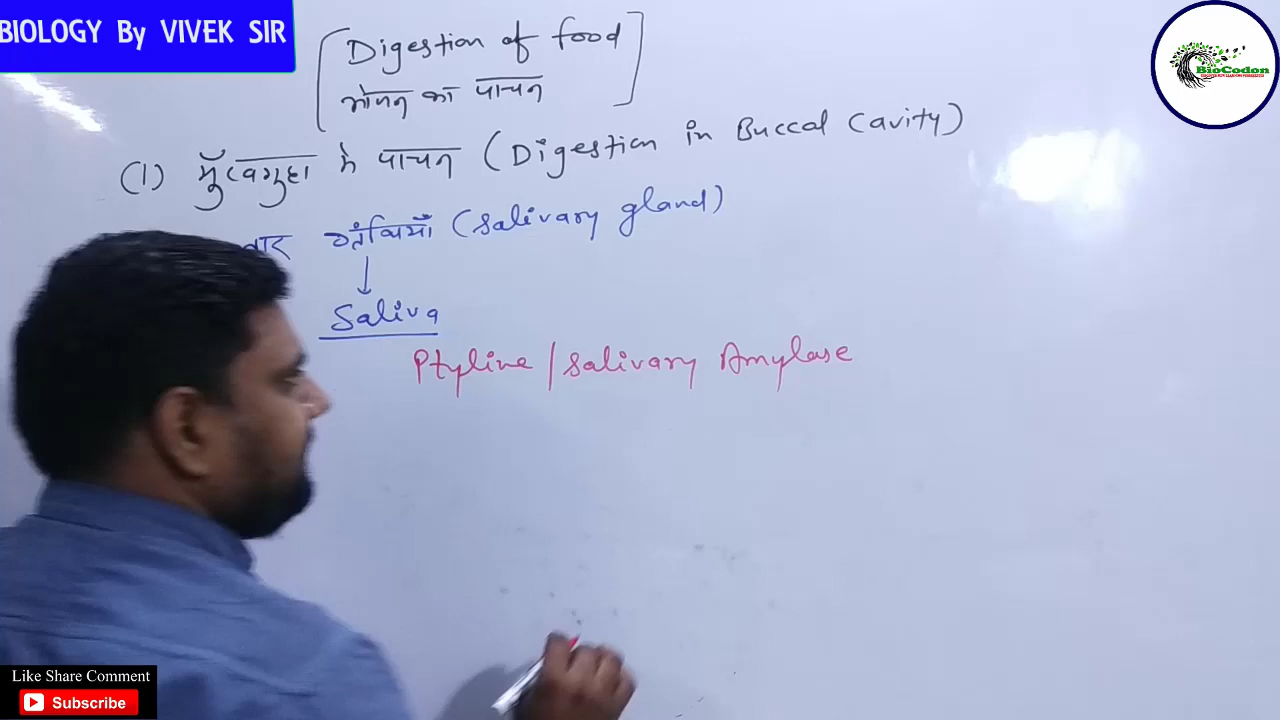 BIOLOGY By VIVEK SIR
Digestion of food
भोजन का पाचन
BioCodon
(1) मुँखगुहा मे पाचन (Digestion in Buccal Cavity)
ग्रंथियाँ (Salivary gland)
Saliva
Ptyline / Salivary Amylase
Like Share Comment
Subscribe